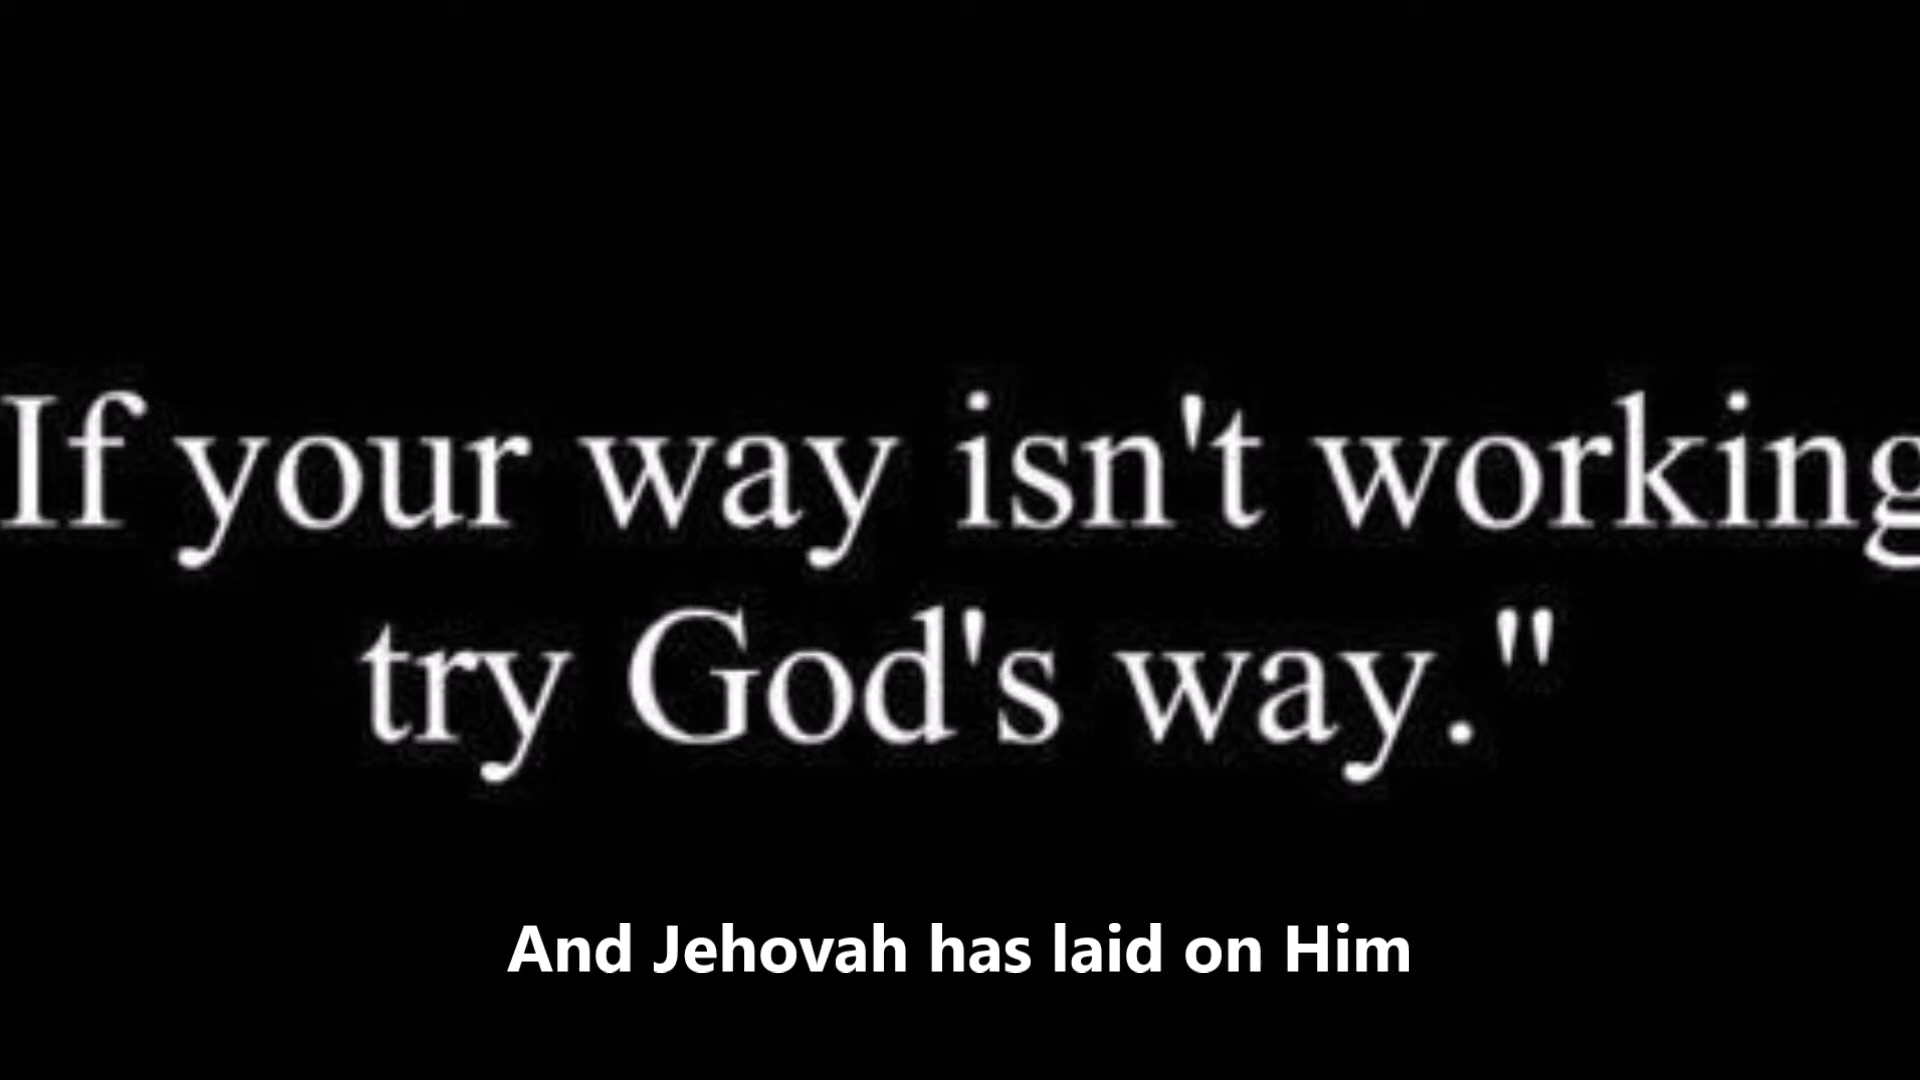 If your way isn't working
try God's way."
And Jehovah has laid on Him